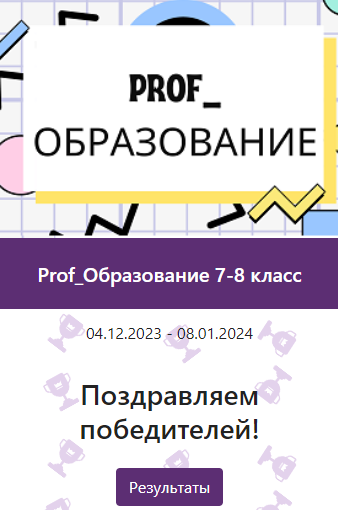 PROF_
ОБРАЗОВАНИЕ
Prof_Образование 7-8 класс
04.12.2023 - 08.01.2024
Поздравляем
победителей!
Результаты